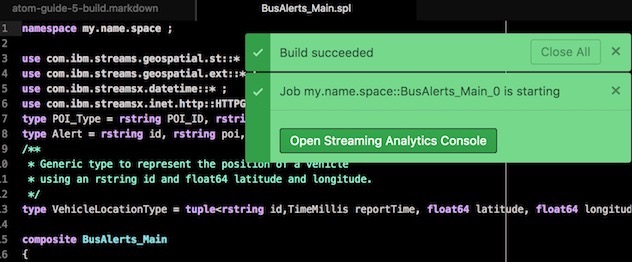 atom-guide-5-build.markdown
BusAlerts_Main.spl
1 namespace my.name.space ;
2
3 use com.ibm.streams.geospatial.st::*
4 use com.ibm.streams.geospatial.ext::*
5 use com.ibm.streamsx.datetime::* ;
6 use com.ibm.streamsx.inet.http::HTTPG
7 type POI_Type = rstring POI_ID, rstri
8 type Alert = rstring id, rstring poi,
9 /**
10 * Generic type to represent the position of a vehicle
11 * using an rstring id and float64 latitude and longitude.
12 */
13 type VehicleLocationType = tuple<rstring id,TimeMillis reportTime, float64 latitude, float64 longitud
14
15 composite BusAlerts_Main
16 {
Build succeeded
Close All
Job my.name.space::BusAlerts_Main_0 is starting
Open Streaming Analytics Console